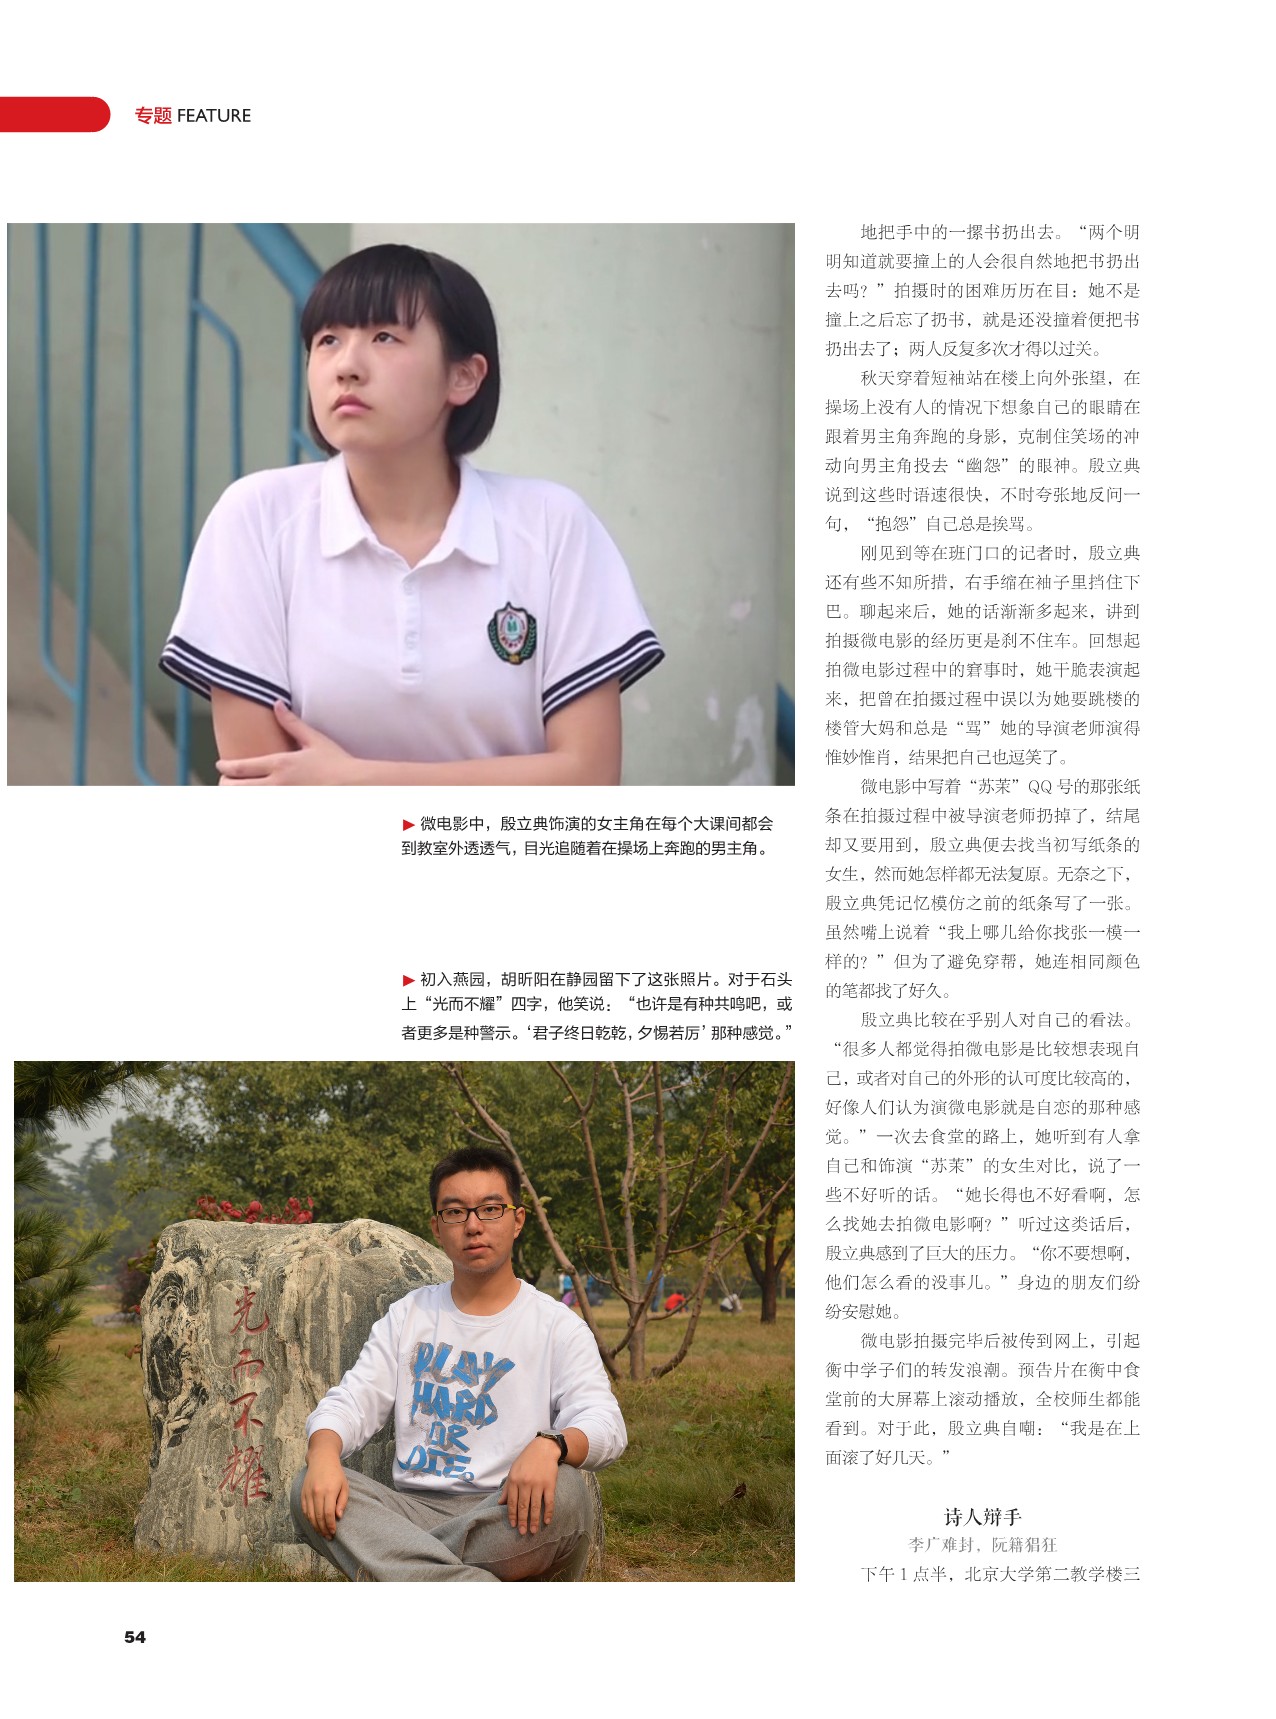 专题 FEATURE
▶ 微电影中，殷立典饰演的女主角在每个大课间都会
到教室外透透气，目光追随着在操场上奔跑的男主角。
▶ 初入燕园，胡昕阳在静园留下了这张照片。对于石头
上“光而不耀”四字，他笑说：“也许是有种共鸣吧，或
者更多是种警示。‘君子终日乾乾，夕惕若厉’那种感觉。”
光
而
不
耀
PLAY
HARD
OR
DIE.
地把手中的一摞书扔出去。“两个明
明知道就要撞上的人会很自然地把书扔出
去吗？”拍摄时的困难历历在目：她不是
撞上之后忘了扔书，就是还没撞着便把书
扔出去了；两人反复多次才得以过关。
秋天穿着短袖站在楼上向外张望，在
操场上没有人的情况下想象自己的眼睛在
跟着男主角奔跑的身影，克制住笑场的冲
动向男主角投去“幽怨”的眼神。殷立典
说到这些时语速很快，不时夸张地反问一
句，“抱怨”自己总是挨骂。
刚见到等在班门口的记者时，殷立典
还有些不知所措，右手缩在袖子里挡住下
巴。聊起来后，她的话渐渐多起来，讲到
拍摄微电影的经历更是刹不住车。回想起
拍微电影过程中的窘事时，她干脆表演起
来，把曾在拍摄过程中误以为她要跳楼的
楼管大妈和总是“骂”她的导演老师演得
惟妙惟肖，结果把自己也逗笑了。
微电影中写着“苏茉”QQ 号的那张纸
条在拍摄过程中被导演老师扔掉了，结尾
却又要用到，殷立典便去找当初写纸条的
女生，然而她怎样都无法复原。无奈之下，
殷立典凭记忆模仿之前的纸条写了一张。
虽然嘴上说着“我上哪儿给你找张一模一
样的？”但为了避免穿帮，她连相同颜色
的笔都找了好久。
殷立典比较在乎别人对自己的看法。
“很多人都觉得拍微电影是比较想表现自
己，或者对自己的外形的认可度比较高的，
好像人们认为演微电影就是自恋的那种感
觉。”一次去食堂的路上，她听到有人拿
自己和饰演“苏茉”的女生对比，说了一
些不好听的话。“她长得也不好看啊，怎
么找她去拍微电影啊？”听过这类话后，
殷立典感到了巨大的压力。“你不要想啊，
他们怎么看的没事儿。”身边的朋友们纷
纷安慰她。
微电影拍摄完毕后被传到网上，引起
衡中学子们的转发浪潮。预告片在衡中食
堂前的大屏幕上滚动播放，全校师生都能
看到。对于此，殷立典自嘲：“我是在上
面滚了好几天。”
诗人辩手
李广难封，阮籍猖狂
下午 1 点半，北京大学第二教学楼三
54